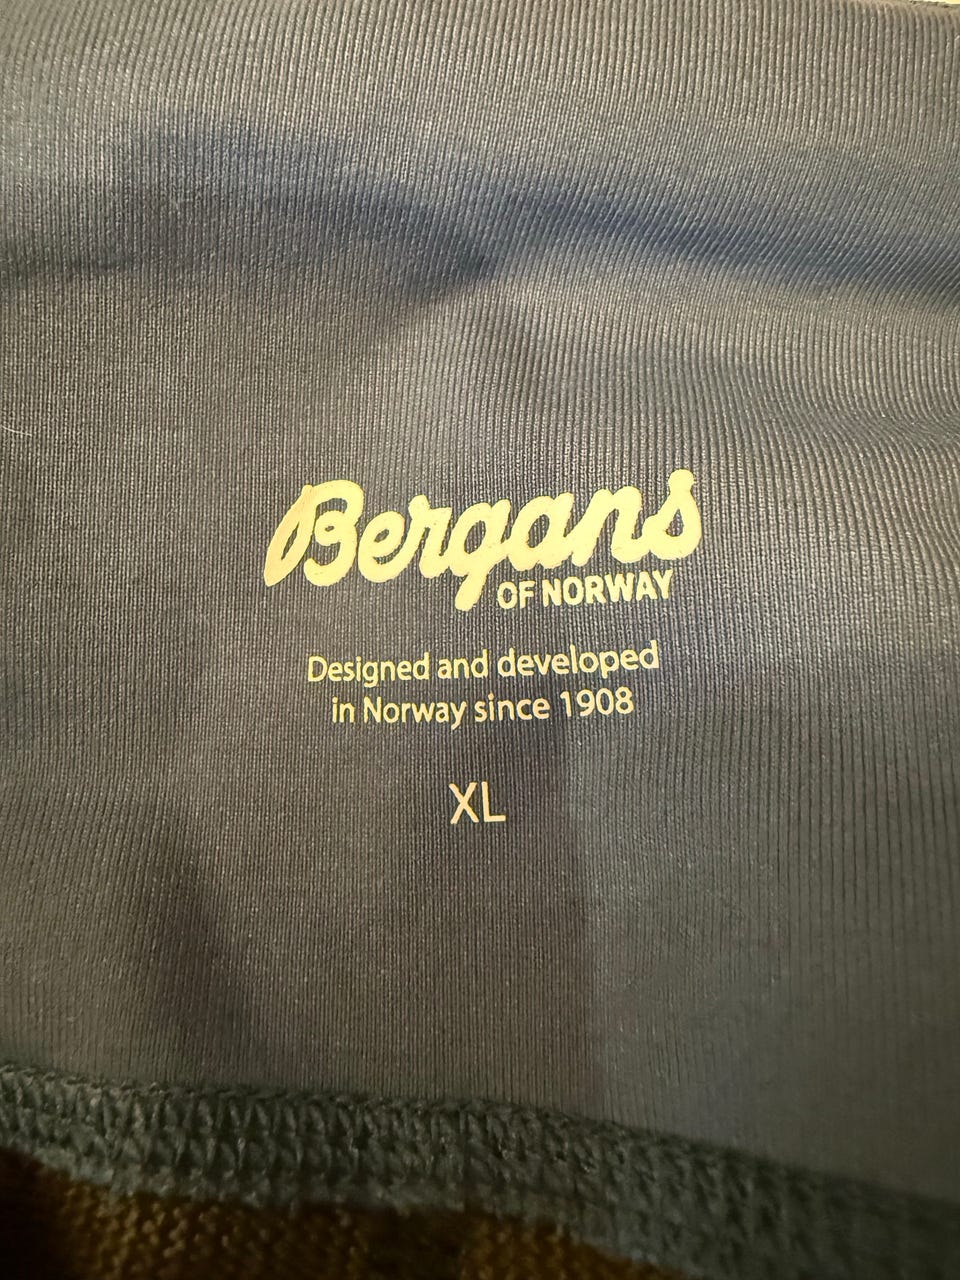 Bergans
OF NORWAY
Designed and developed
in Norway since 1908
XL